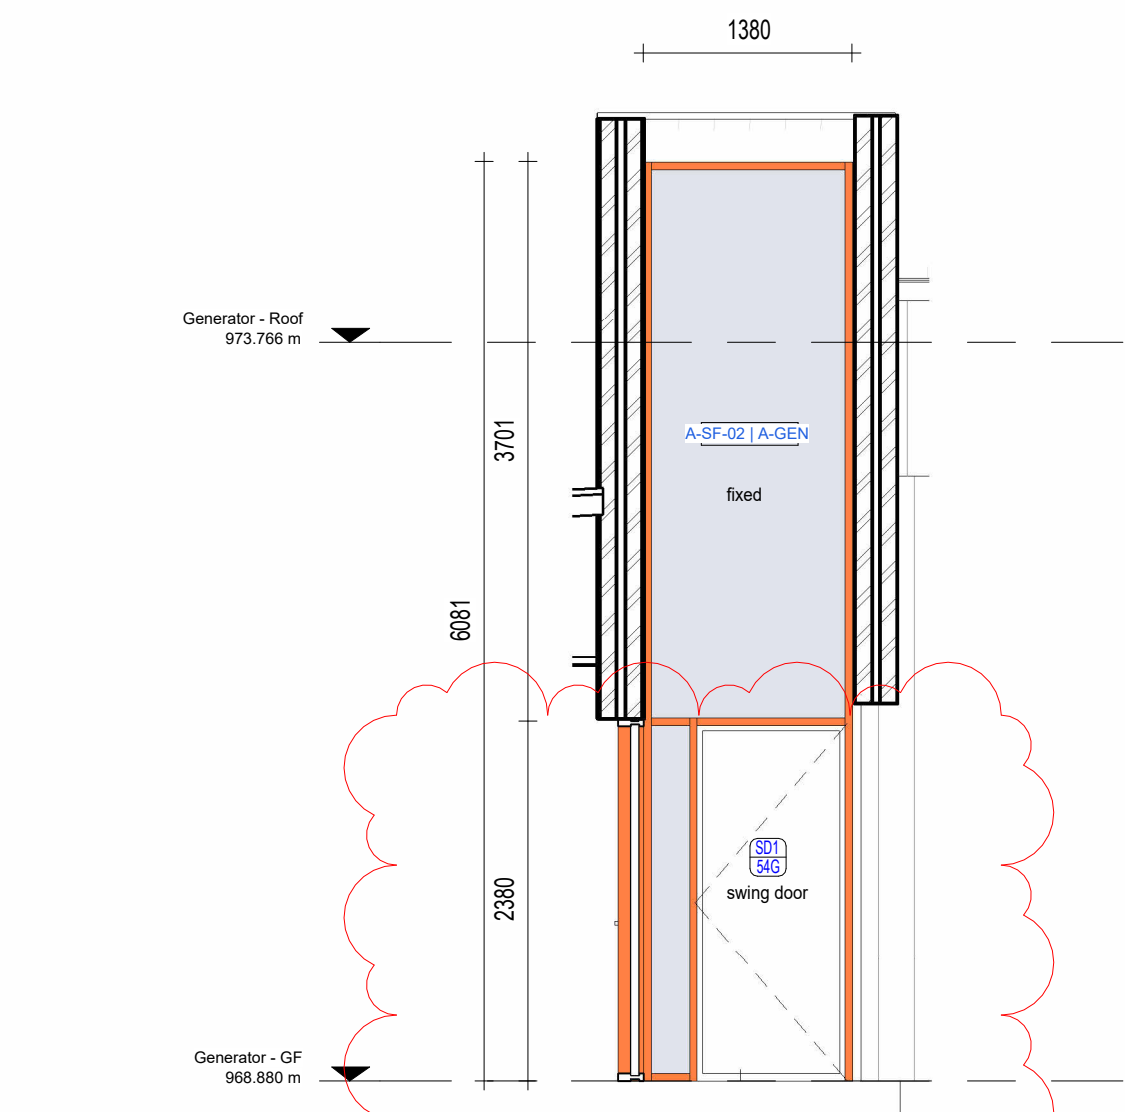 1380
Generator - Roof
973.766 m
3701
A-SF-02 | A-GEN
fixed
6081
SD1
54G
swing door
2380
Generator - GF
968.880 m